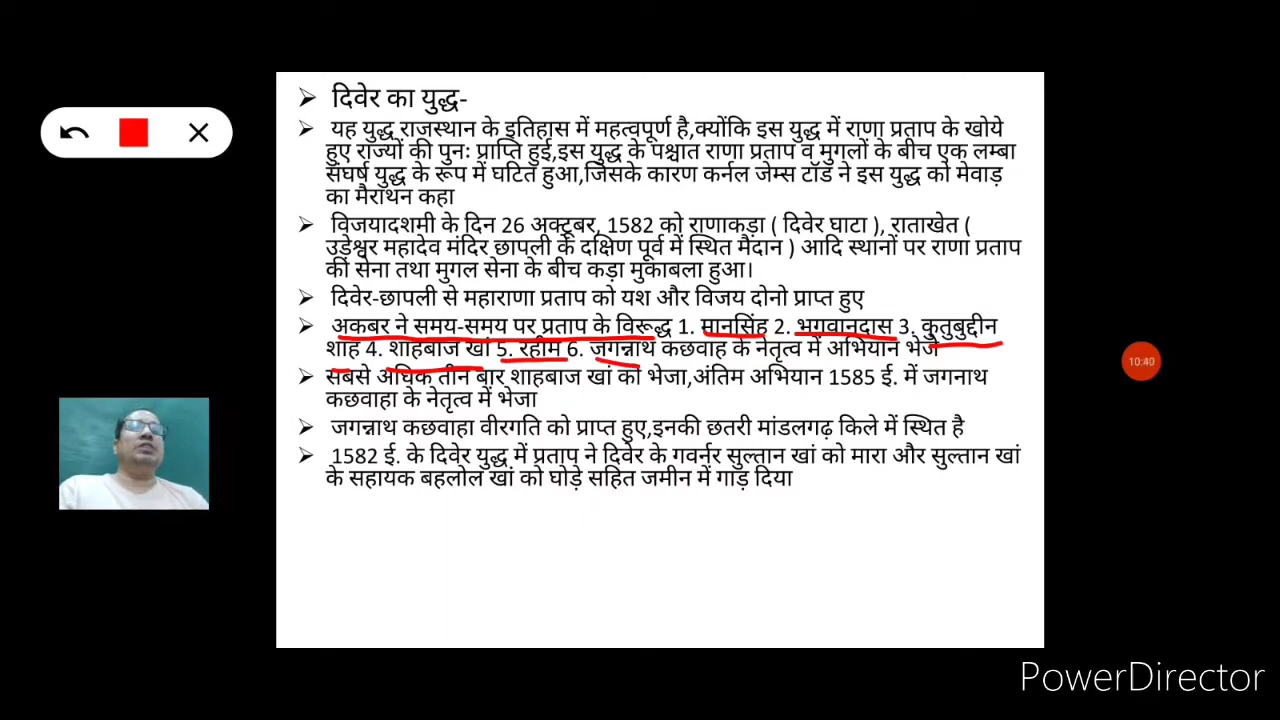 ➢ दिवेर का युद्ध-
➢ यह युद्ध राजस्थान के इतिहास में महत्वपूर्ण है,क्योंकि इस युद्ध में राणा प्रताप के खोये
हुए राज्यों की पुनः प्राप्ति हुई,इस युद्ध के पश्चात राणा प्रताप व मुगलों के बीच एक लम्बा
संघर्ष युद्ध के रूप में घटित हुआ,जिसके कारण कर्नल जेम्स टॉड ने इस युद्ध को मेवाड़
का मैराथन कहा
➢ विजयादशमी के दिन 26 अक्टूबर, 1582 को राणाकड़ा ( दिवेर घाटा ), राताखेत (
उड़ेश्वर महादेव मंदिर छापली के दक्षिण पूर्व में स्थित मैदान ) आदि स्थानों पर राणा प्रताप
की सेना तथा मुगल सेना के बीच कड़ा मुकाबला हुआ।
➢ दिवेर-छापली से महाराणा प्रताप को यश और विजय दोनो प्राप्त हुए
➢ अकबर ने समय-समय पर प्रताप के विरूद्ध 1. मानसिंह 2. भगवानदास 3. कुतुबुद्दीन
शाह 4. शाहबाज खां 5. रहीम 6. जगन्नाथ कछवाह के नेतृत्व में अभियान भेजे
➢ सबसे अधिक तीन बार शाहबाज खां को भेजा,अंतिम अभियान 1585 ई. में जगनाथ
कछवाहा के नेतृत्व में भेजा
➢ जगन्नाथ कछवाहा वीरगति को प्राप्त हुए,इनकी छतरी मांडलगढ़ किले में स्थित है
➢ 1582 ई. के दिवेर युद्ध में प्रताप ने दिवेर के गवर्नर सुल्तान खां को मारा और सुल्तान खां
के सहायक बहलोल खां को घोड़े सहित जमीन में गाड़ दिया
10:40
PowerDirector